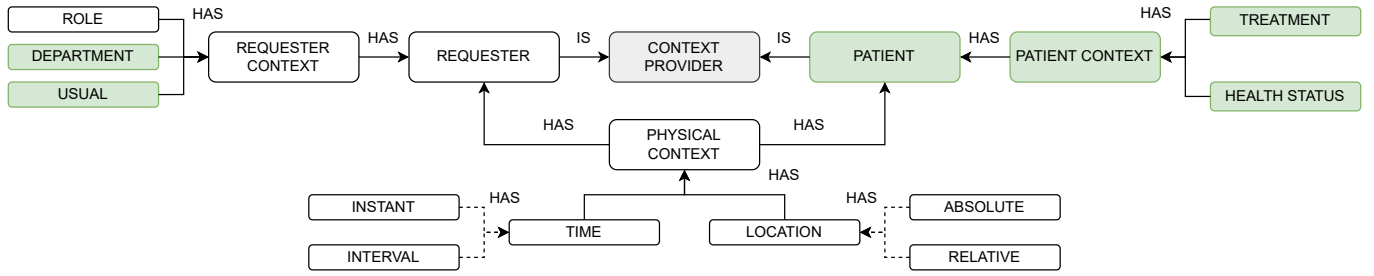 ROLE
HAS
DEPARTMENT
USUAL
REQUESTER
CONTEXT
HAS
REQUESTER
IS
CONTEXT
PROVIDER
IS
PATIENT
HAS
PATIENT CONTEXT
HAS
TREATMENT
HEALTH STATUS
HAS
PHYSICAL
CONTEXT
HAS
HAS
INSTANT
HAS
INTERVAL
TIME
LOCATION
HAS
ABSOLUTE
RELATIVE